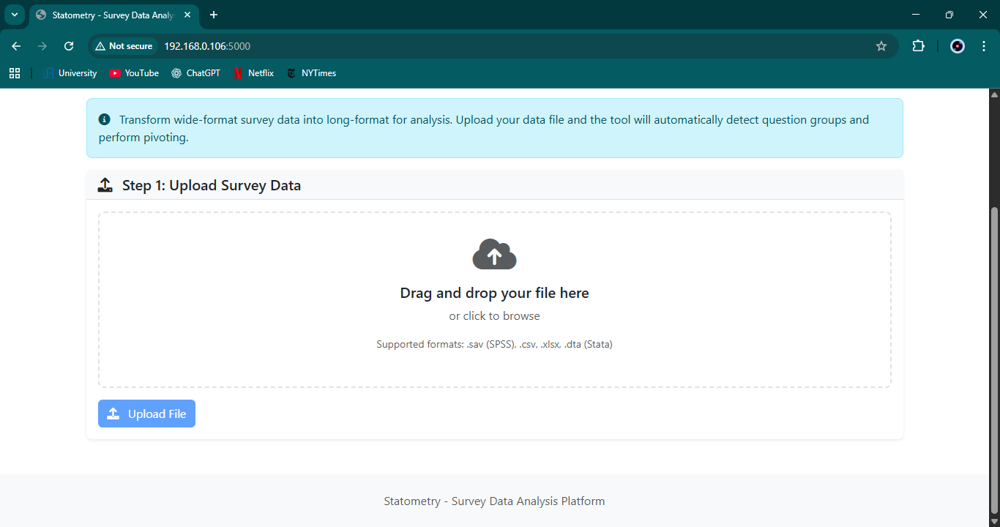 Statometry - Survey Data Analy
Not secure
192.168.0.106:5000
University
YouTube
ChatGPT
Netflix
NYTimes
Transform wide-format survey data into long-format for analysis. Upload your data file and the tool will automatically detect question groups and
perform pivoting.
Step 1: Upload Survey Data
Drag and drop your file here
or click to browse
Supported formats: .sav (SPSS), .csv, .xlsx, .dta (Stata)
Upload File
Statometry - Survey Data Analysis Platform